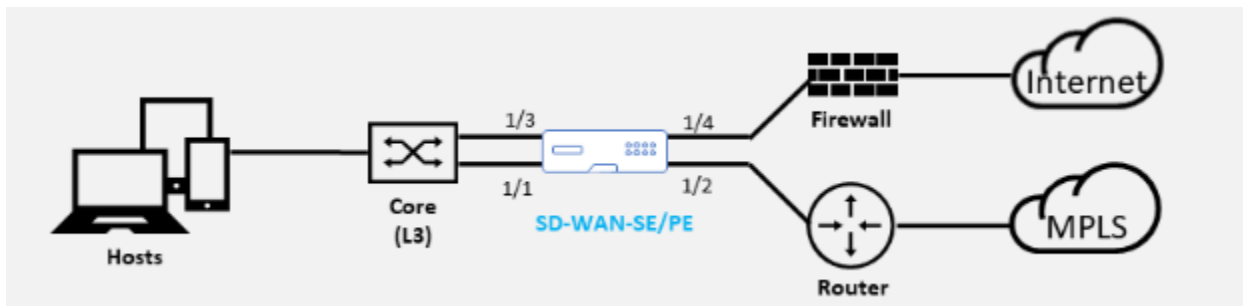 Internet
1/3
1/4
Firewall
1/1
1/2
Core
(L3)
SD-WAN-SE/PE
MPLS
Hosts
Router